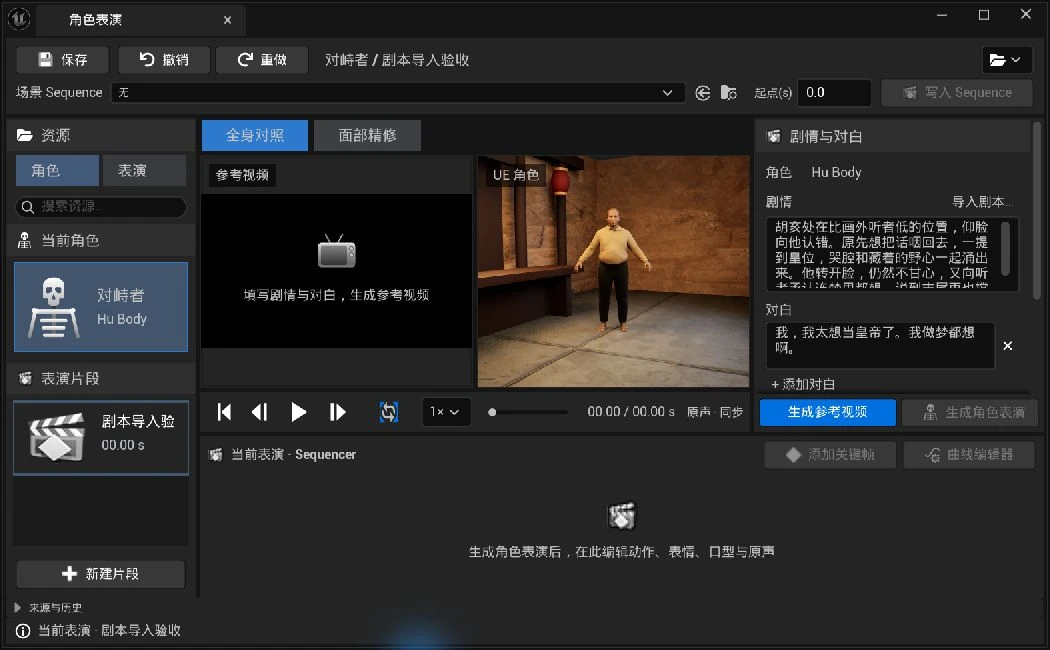 角色表演
保存
撤销
重做
对峙者 / 剧本导入验收
场景 Sequence
无
起点(s)
0.0
写入 Sequence
资源
角色
表演
搜索资源...
当前角色
对峙者
Hu Body
表演片段
剧本导入验
00.00 s
新建片段
来源与历史
当前表演 · 剧本导入验收
全身对照
面部精修
参考视频
填写剧情与对白，生成参考视频
UE 角色
1×
00.00 / 00.00 s
原声 · 同步
当前表演 · Sequencer
添加关键帧
曲线编辑器
生成角色表演后，在此编辑动作、表情、口型与原声
剧情与对白
角色
Hu Body
剧情
导入剧本...
胡亥处在比画外听者低的位置，仰脸
向他认错。原先想把话咽回去，一提
到皇位，哭腔和藏着的野心一起涌出
来。他转开脸，仍然不甘心，又向听
对白
我，我太想当皇帝了。我做梦都想
啊。
+ 添加对白
生成参考视频
生成角色表演